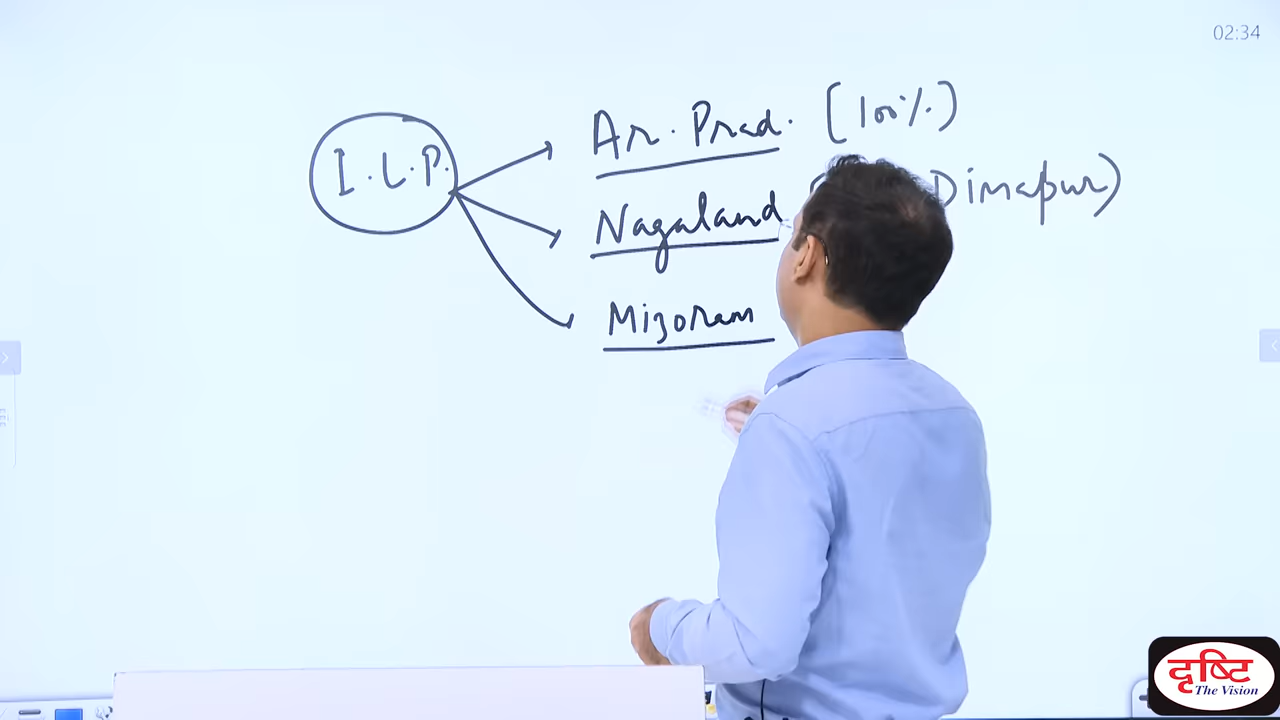 02:34
I.L.P.
Ar. Prad. (100%)
Nagaland Dimapur)
Mizoram
दृष्टि
The Vision